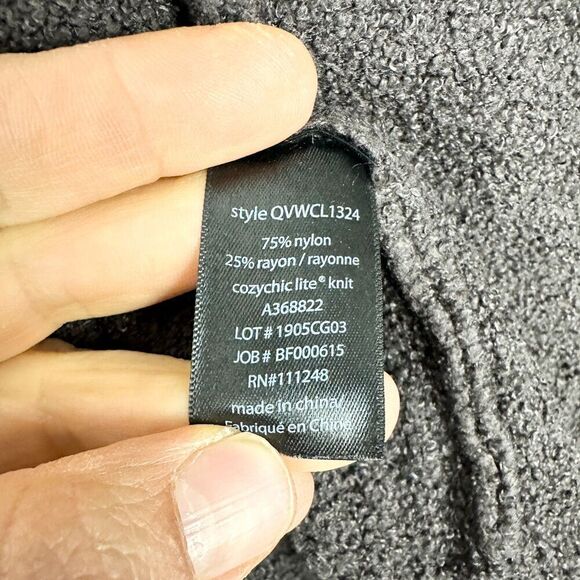 style QVWCL1324
75% nylon
25% rayon / rayonne
cozychic lite® knit
A368822
LOT # 1905CG03
JOB # BF000615
RN#111248
made in china/
Fabriqué en Chine